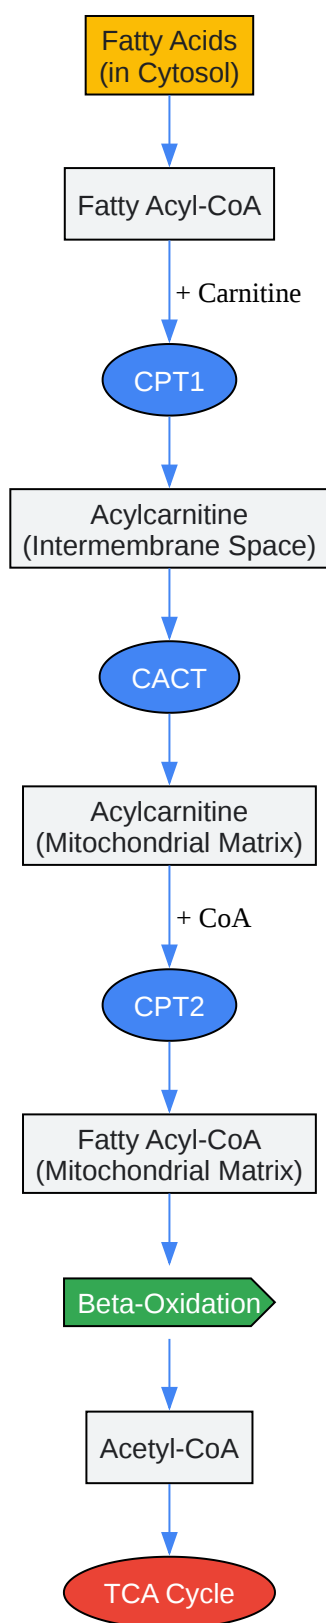 Fatty Acids
(in Cytosol)
Fatty Acyl-CoA
+ Carnitine
CPT1
Acylcarnitine
(Intermembrane Space)
CACT
Acylcarnitine
(Mitochondrial Matrix)
+ CoA
CPT2
Fatty Acyl-CoA
(Mitochondrial Matrix)
Beta-Oxidation
Acetyl-CoA
TCA Cycle